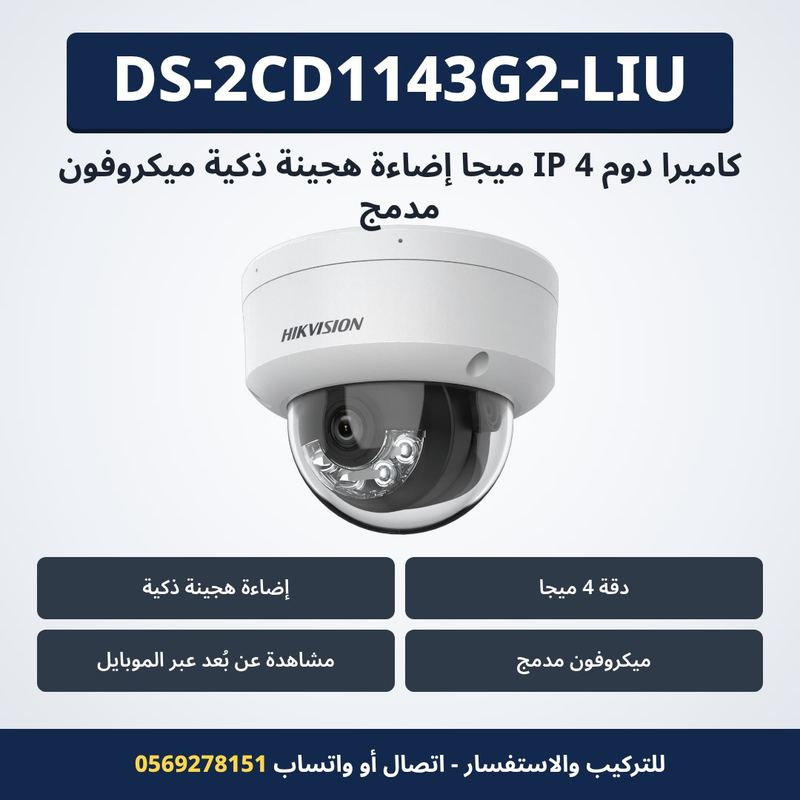 DS-2CD1143G2-LIU
كاميرا دوم IP 4 ميجا إضاءة هجينة ذكية ميكروفون
مدمج
HIKVISION
دقة 4 ميجا
إضاءة هجينة ذكية
ميكروفون مدمج
مشاهدة عن بُعد عبر الموبايل
للتركيب والاستفسار - اتصال أو واتساب 0569278151